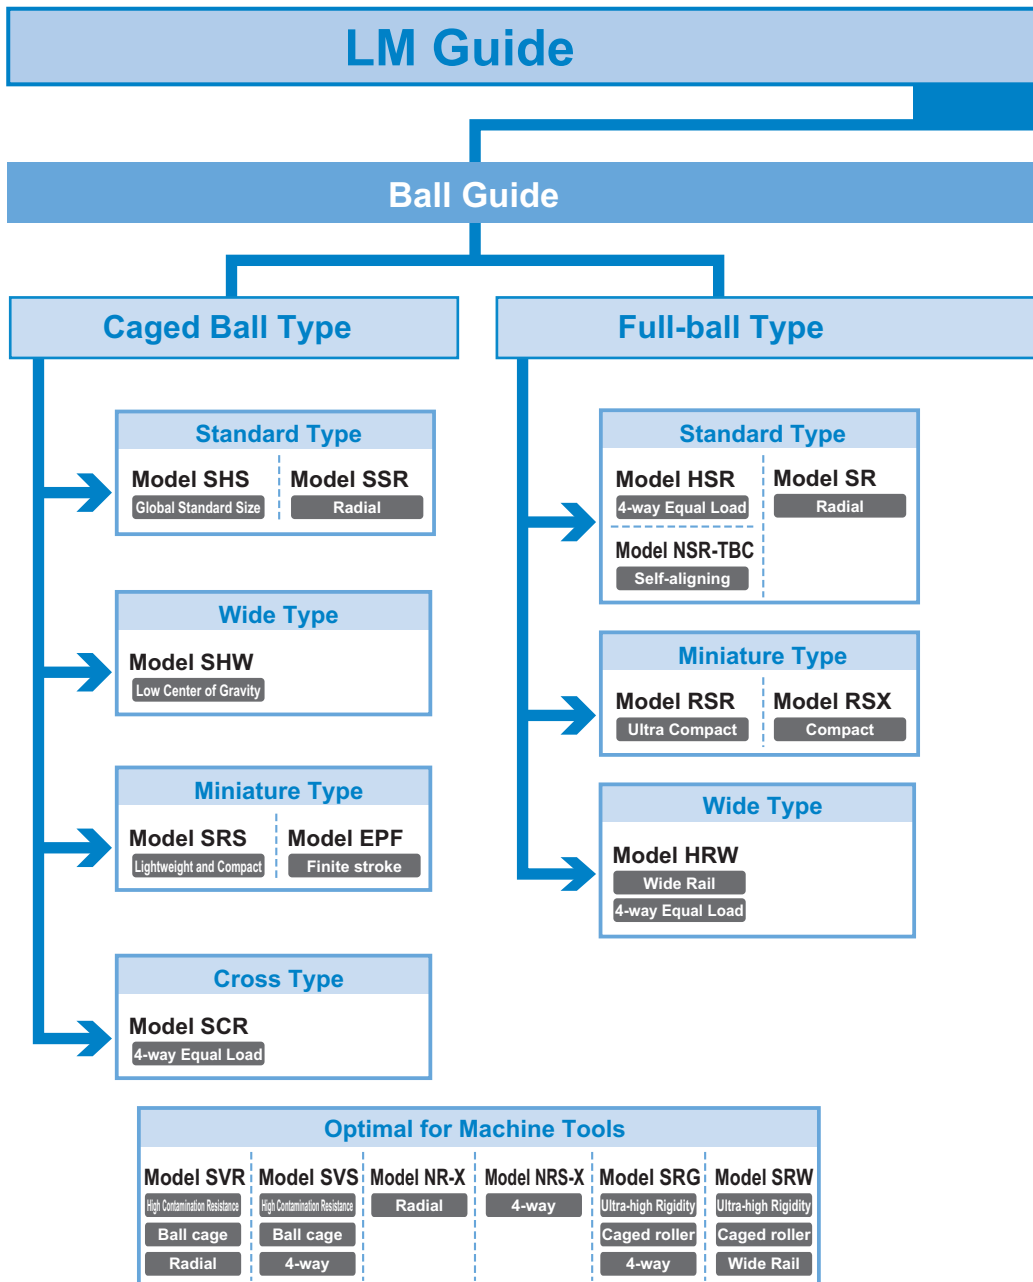 LM Guide
Ball Guide
Caged Ball Type
Standard Type
Model SHS
Global Standard Size
Model SSR
Radial
Wide Type
Model SHW
Low Center of Gravity
Miniature Type
Model SRS
Lightweight and Compact
Model EPF
Finite stroke
Cross Type
Model SCR
4-way Equal Load
Full-ball Type
Standard Type
Model HSR
4-way Equal Load
Model SR
Radial
Model NSR-TBC
Self-aligning
Miniature Type
Model RSR
Ultra Compact
Model RSX
Compact
Wide Type
Model HRW
Wide Rail
4-way Equal Load
Optimal for Machine Tools
Model SVR
High Contamination Resistance
Ball cage
Radial
Model SVS
High Contamination Resistance
Ball cage
4-way
Model NR-X
Radial
Model NRS-X
4-way
Model SRG
Ultra-high Rigidity
Caged roller
4-way
Model SRW
Ultra-high Rigidity
Caged roller
Wide Rail